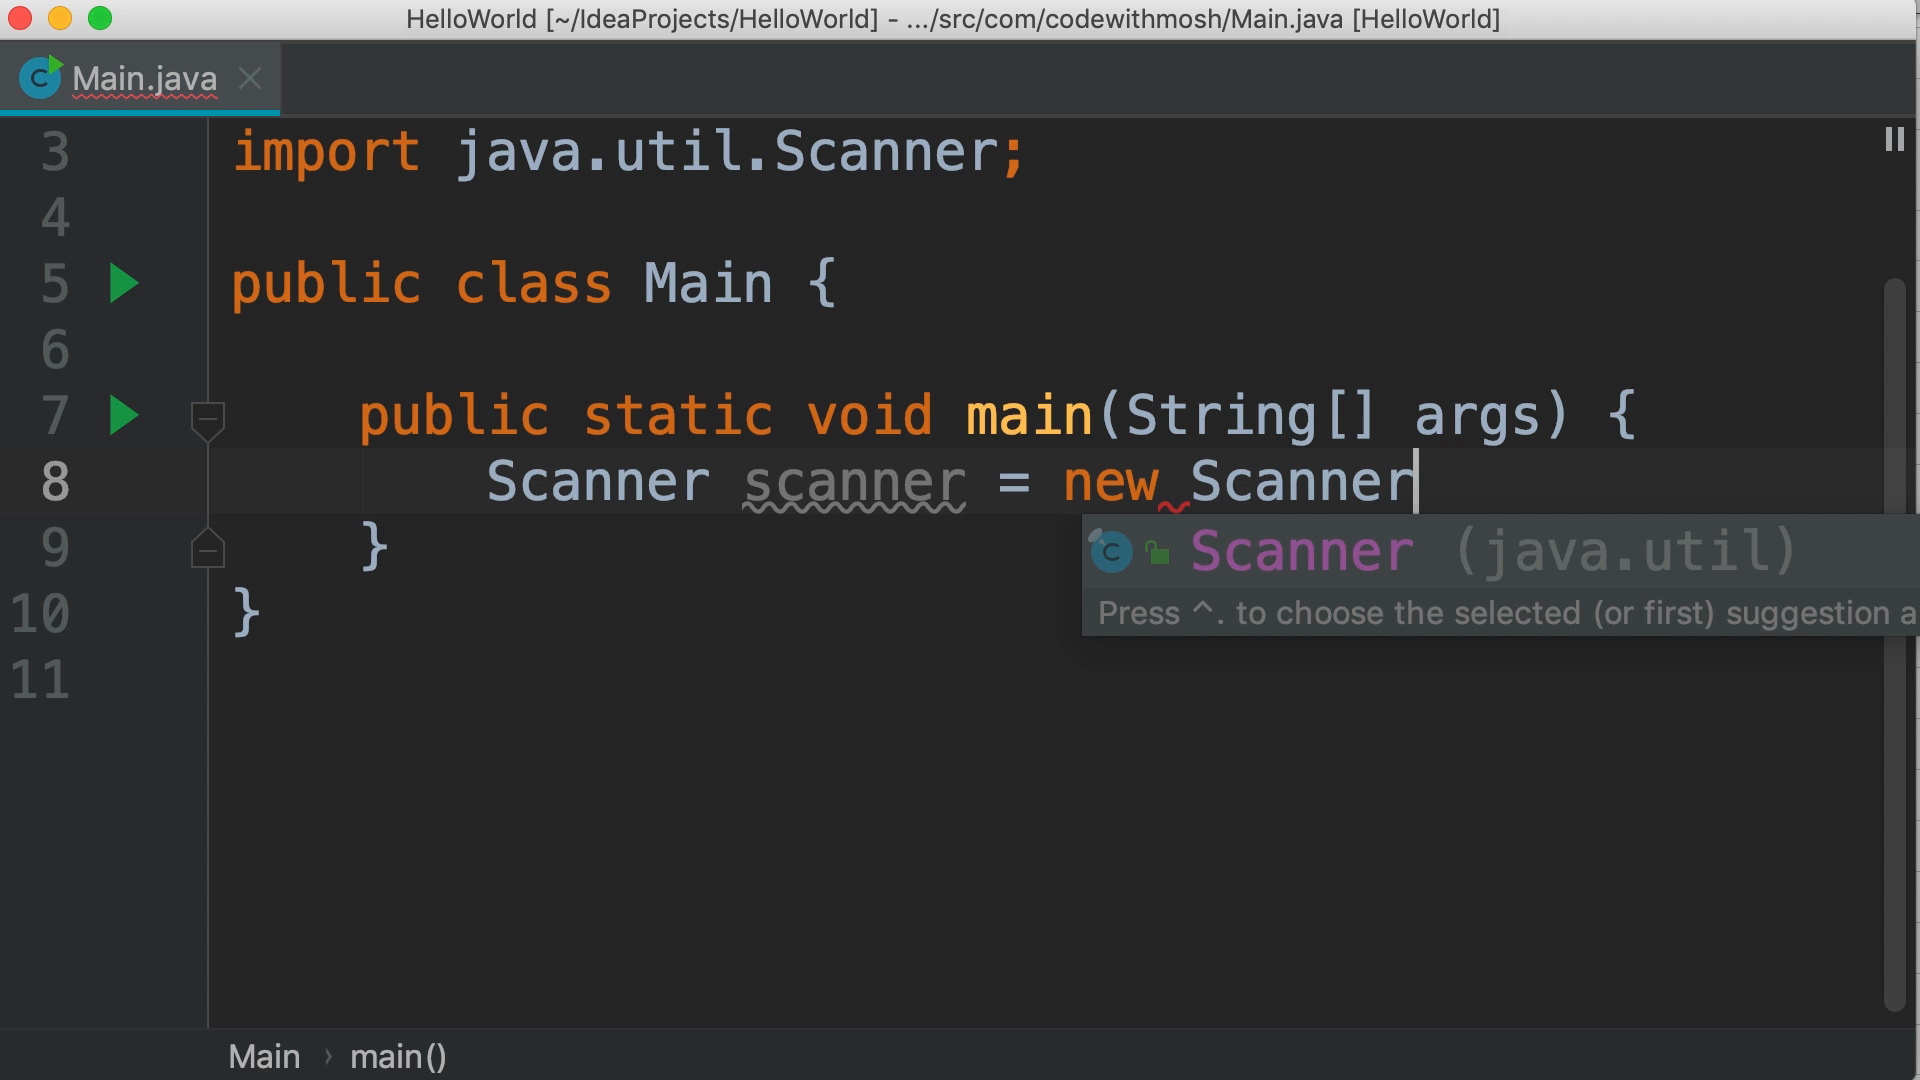 HelloWorld [~/IdeaProjects/HelloWorld] - .../src/com/codewithmosh/Main.java [HelloWorld]
C Main.java
3 import java.util.Scanner;
4
5 public class Main {
6
7 public static void main(String[] args) {
8 Scanner scanner = new Scanner
C Scanner (java.util)
9 }
Press ^. to choose the selected (or first) suggestion a
10 }
11
Main › main()